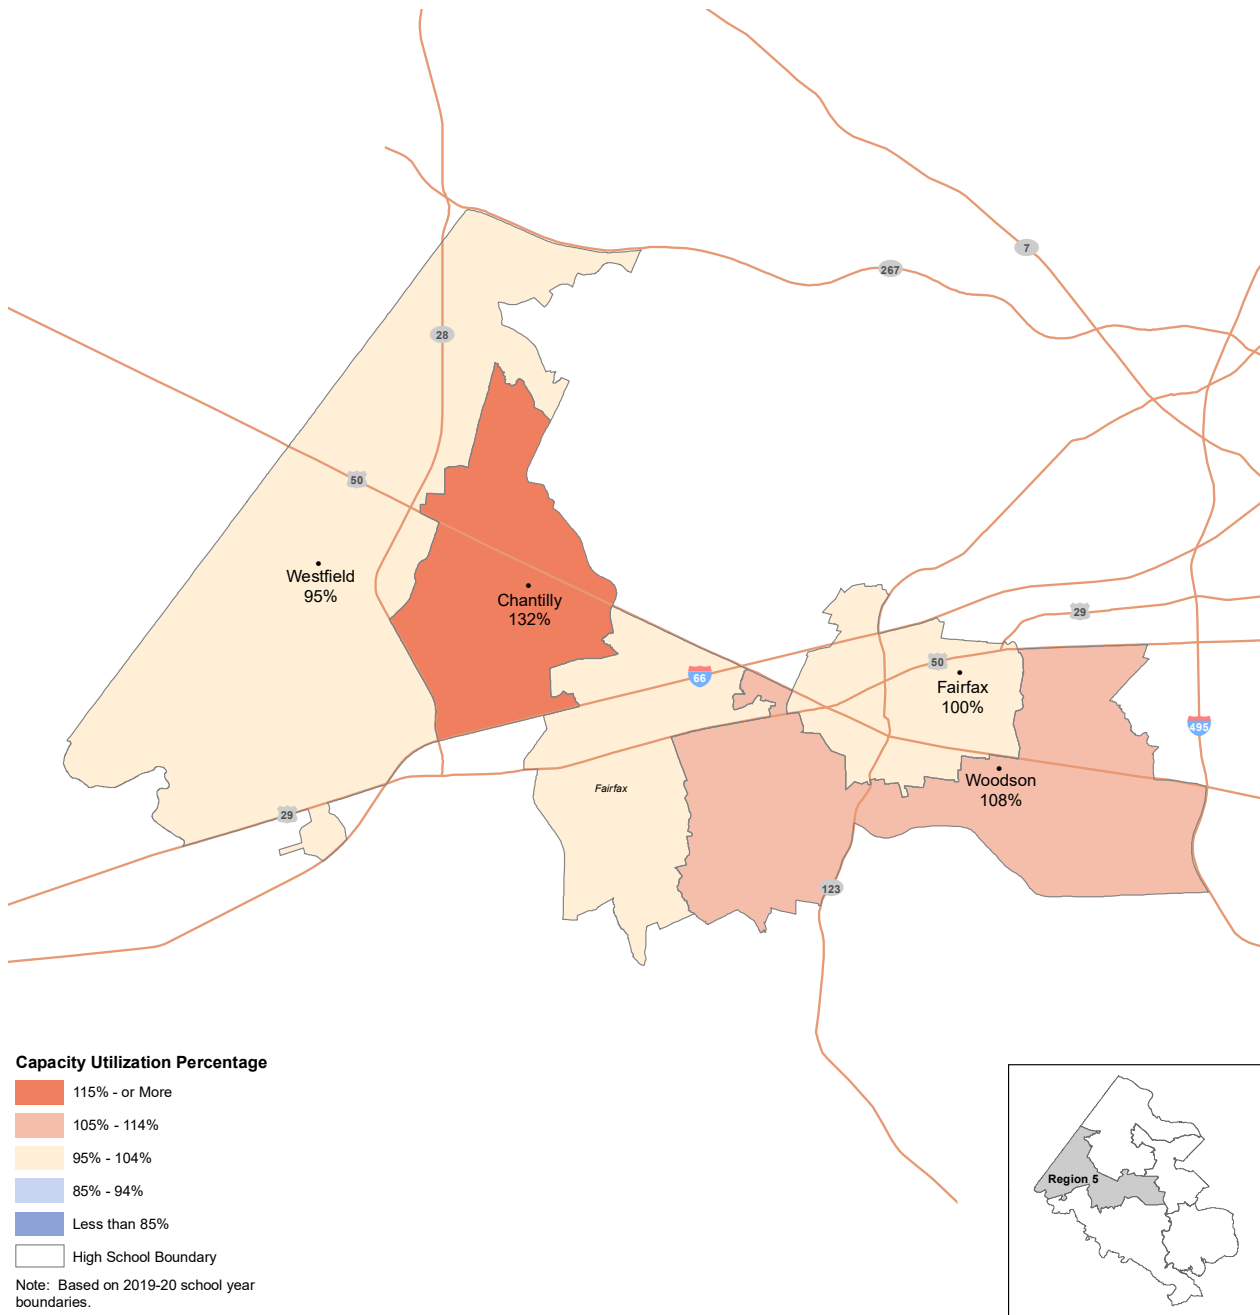 7
267
28
50
Westfield
95%
Chantilly
132%
29
66
50
Fairfax
100%
495
Woodson
108%
Fairfax
29
123
Capacity Utilization Percentage
115% - or More
105% - 114%
95% - 104%
85% - 94%
Less than 85%
High School Boundary
Note: Based on 2019-20 school year
boundaries.
Region 5